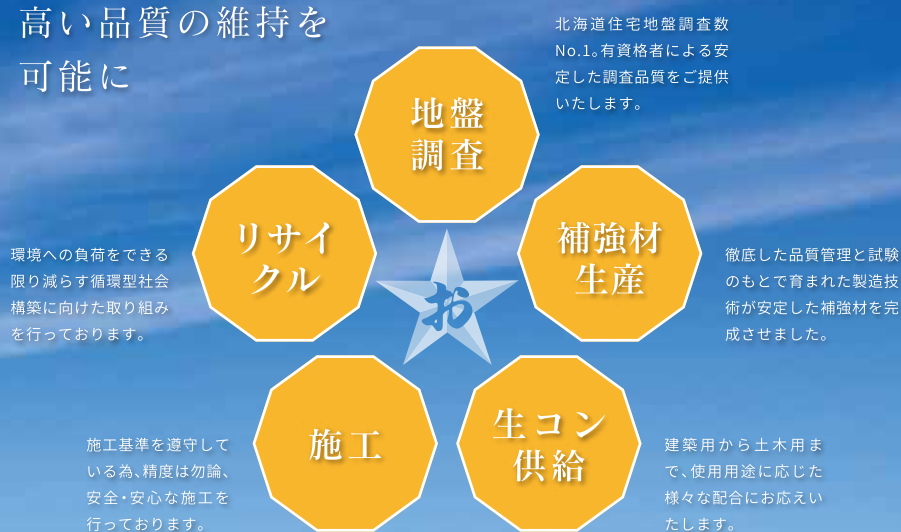 高い品質の維持を
可能に
北海道住宅地盤調査数
No.1。有資格者による安
定した調査品質をご提供
いたします。
地盤
調査
リサイ
クル
補強材
生産
環境への負荷をできる
限り減らす循環型社会
構築に向けた取り組み
を行っております。
お
徹底した品質管理と試験
のもとで育まれた製造技
術が安定した補強材を完
成させました。
施工
生コン
供給
施工基準を遵守して
いる為、精度は勿論、
安全・安心な施工を
行っております。
建築用から土木用ま
で、使用用途に応じた
様々な配合にお応えい
たします。